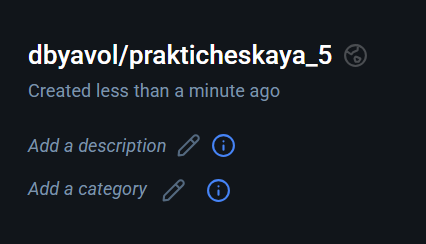 dbyavol/prakticheskaya_5
Created less than a minute ago
Add a description
Add a category